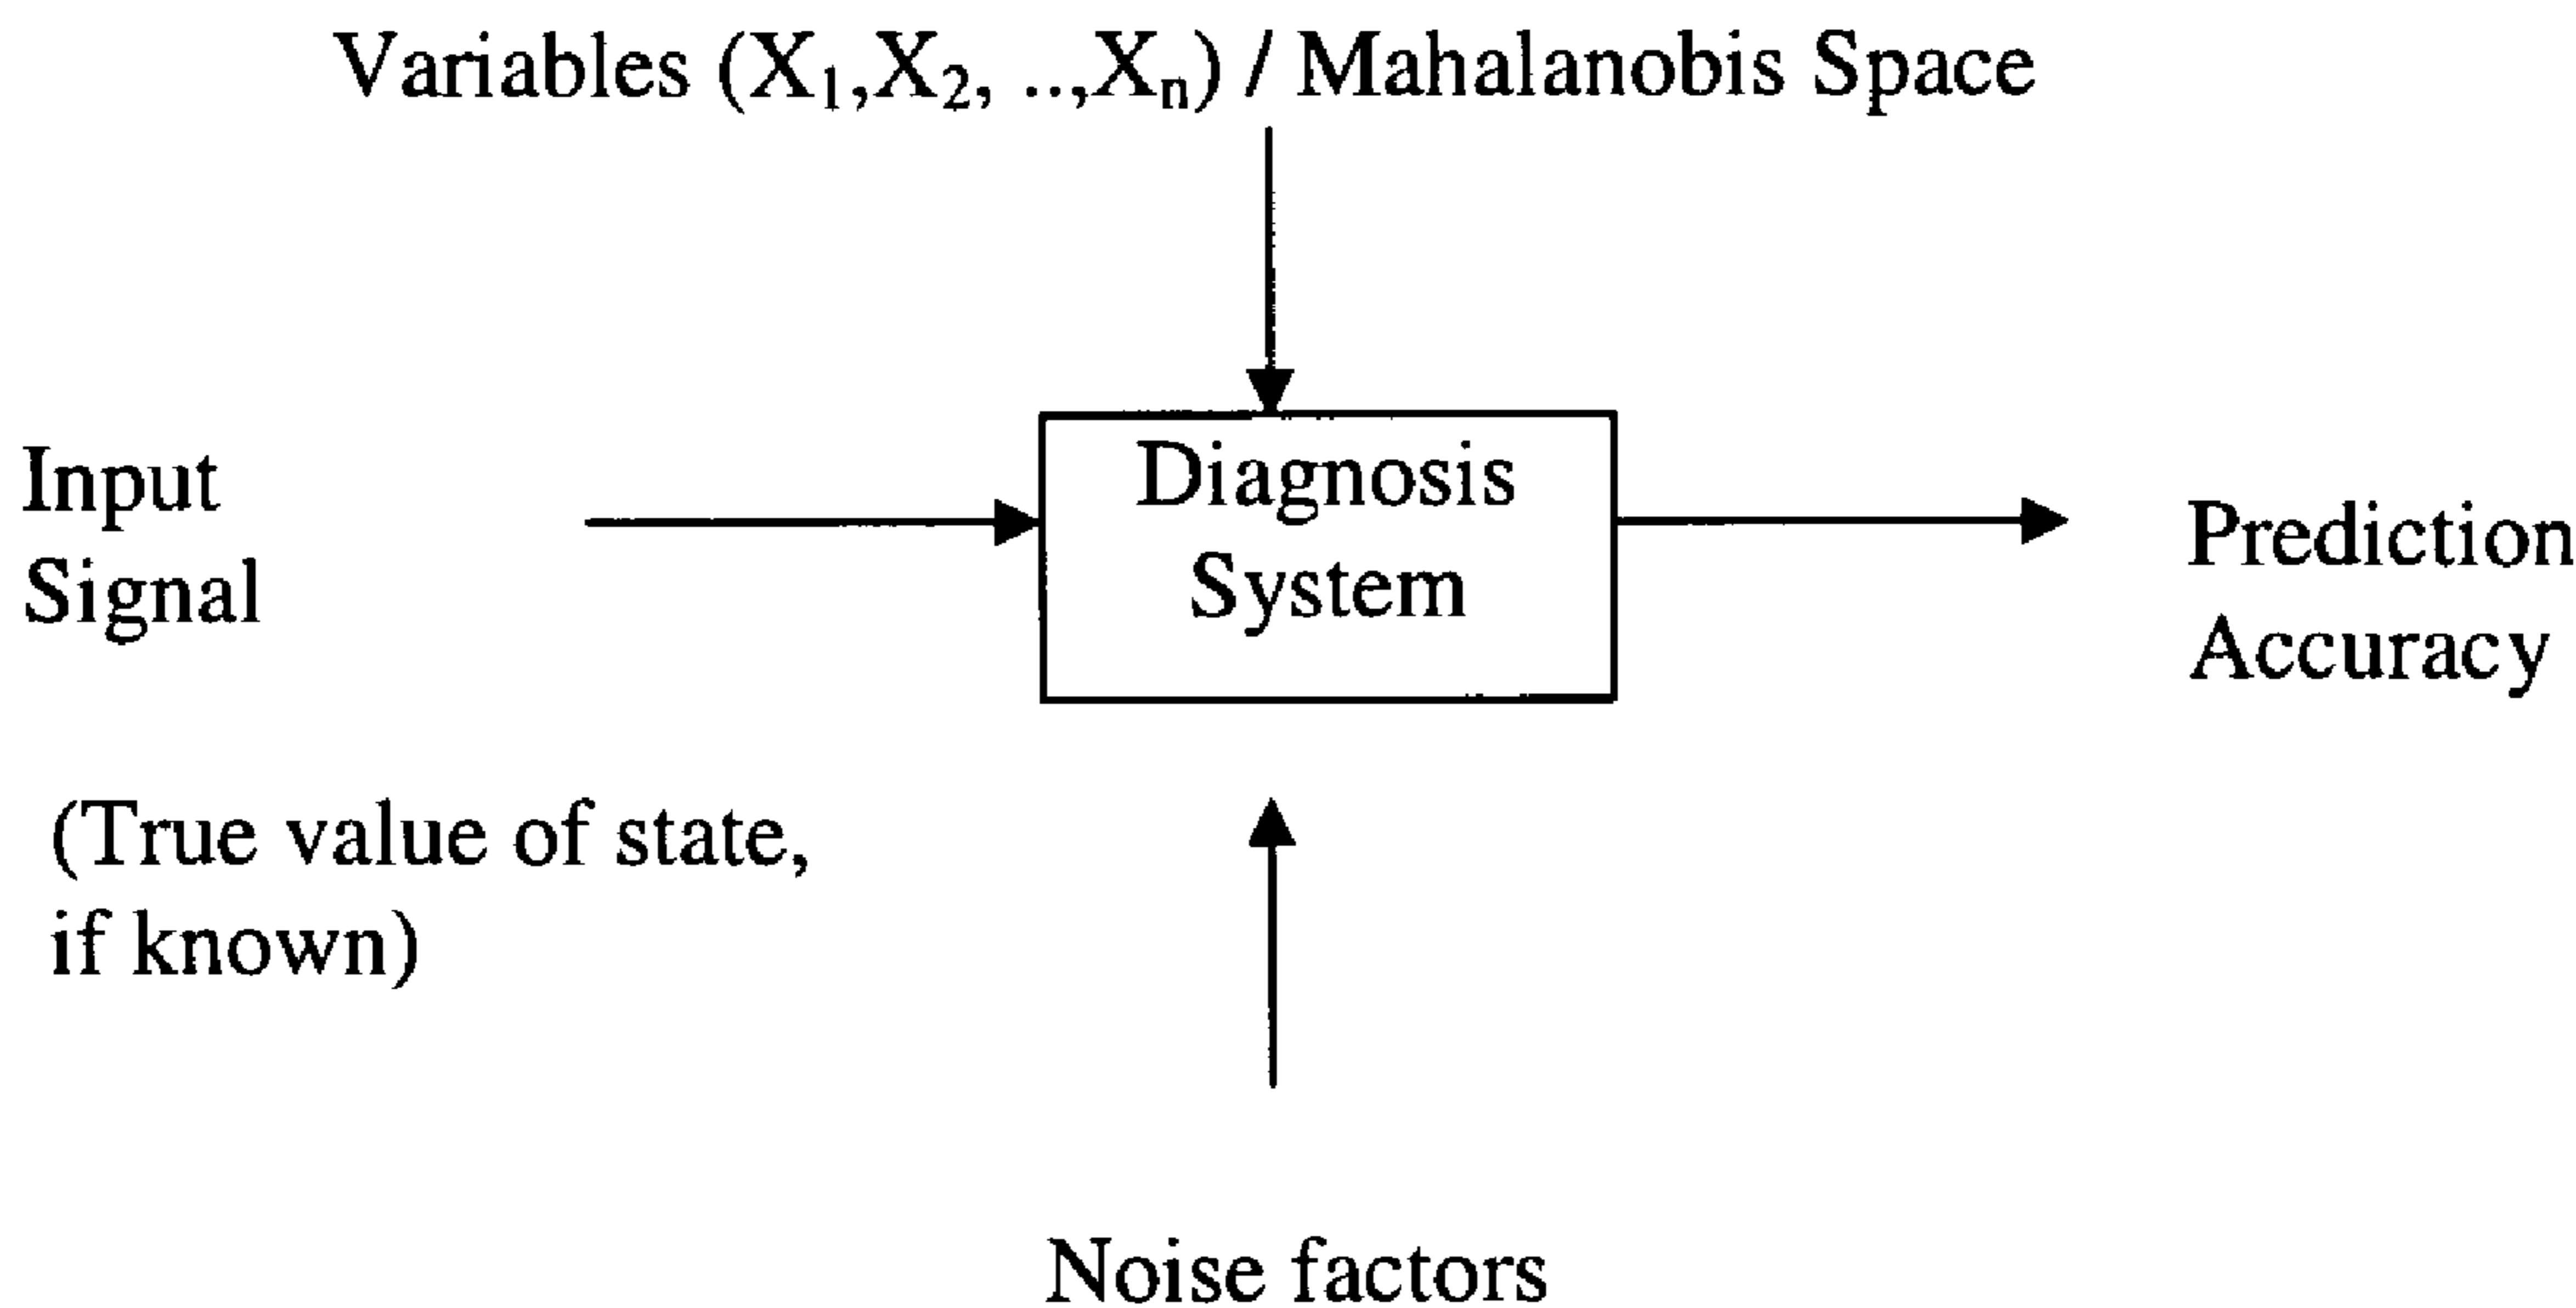 Variables (X₁,X₂, ..,Xₙ) / Mahalanobis Space
Input
Signal
Diagnosis
System
Prediction
Accuracy
(True value of state,
if known)
Noise factors